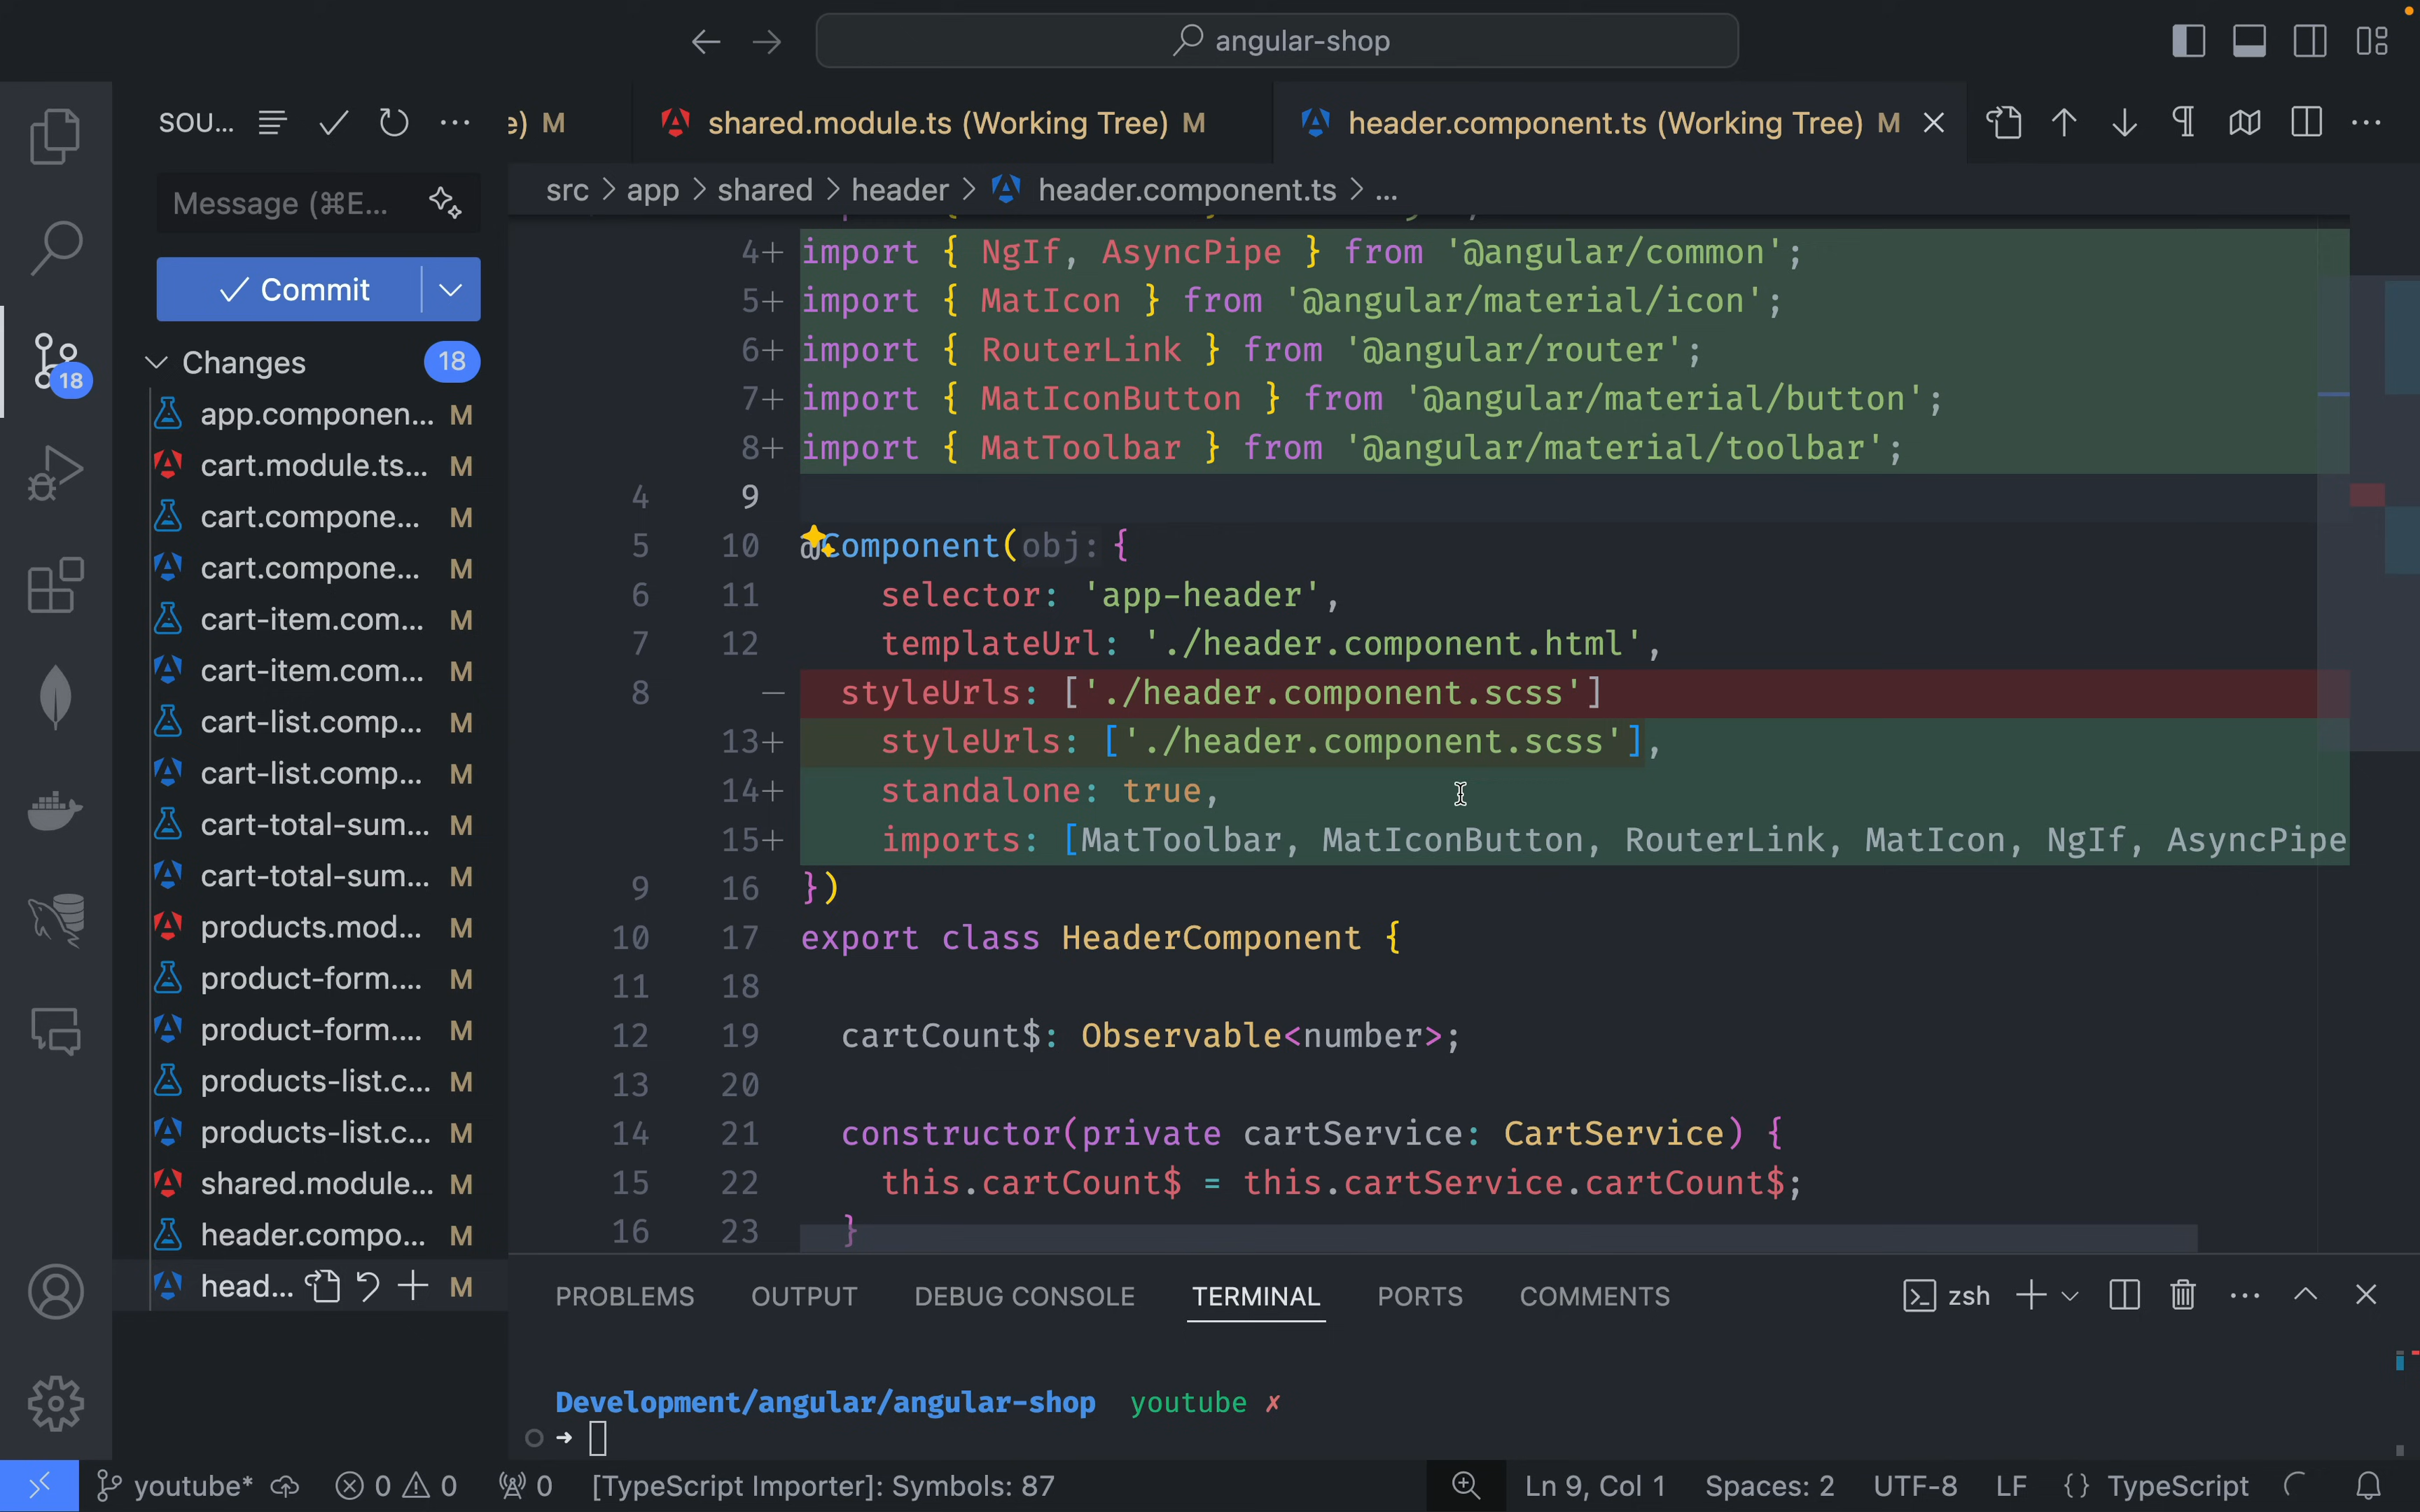 angular-shop
SOU...
e) M
shared.module.ts (Working Tree) M
header.component.ts (Working Tree) M
Message (⌘E...
Commit
Changes 18
18
app.componen... M
cart.module.ts... M
cart.compone... M
cart.compone... M
cart-item.com... M
cart-item.com... M
cart-list.comp... M
cart-list.comp... M
cart-total-sum... M
cart-total-sum... M
products.mod... M
product-form.... M
product-form.... M
products-list.c... M
products-list.c... M
shared.module... M
header.compo... M
head... M
src > app > shared > header > header.component.ts > ...
4+ import { NgIf, AsyncPipe } from '@angular/common';
5+ import { MatIcon } from '@angular/material/icon';
6+ import { RouterLink } from '@angular/router';
7+ import { MatIconButton } from '@angular/material/button';
8+ import { MatToolbar } from '@angular/material/toolbar';
4 9
5 10 @Component(obj: {
6 11 selector: 'app-header',
7 12 templateUrl: './header.component.html',
8 — styleUrls: ['./header.component.scss']
13+ styleUrls: ['./header.component.scss'],
14+ standalone: true,
15+ imports: [MatToolbar, MatIconButton, RouterLink, MatIcon, NgIf, AsyncPipe
9 16 })
10 17 export class HeaderComponent {
11 18
12 19 cartCount$: Observable<number>;
13 20
14 21 constructor(private cartService: CartService) {
15 22 this.cartCount$ = this.cartService.cartCount$;
16 23 }
PROBLEMS OUTPUT DEBUG CONSOLE TERMINAL PORTS COMMENTS
zsh
Development/angular/angular-shop youtube ✗
➜
youtube* 0 0 0 [TypeScript Importer]: Symbols: 87
Ln 9, Col 1 Spaces: 2 UTF-8 LF {} TypeScript